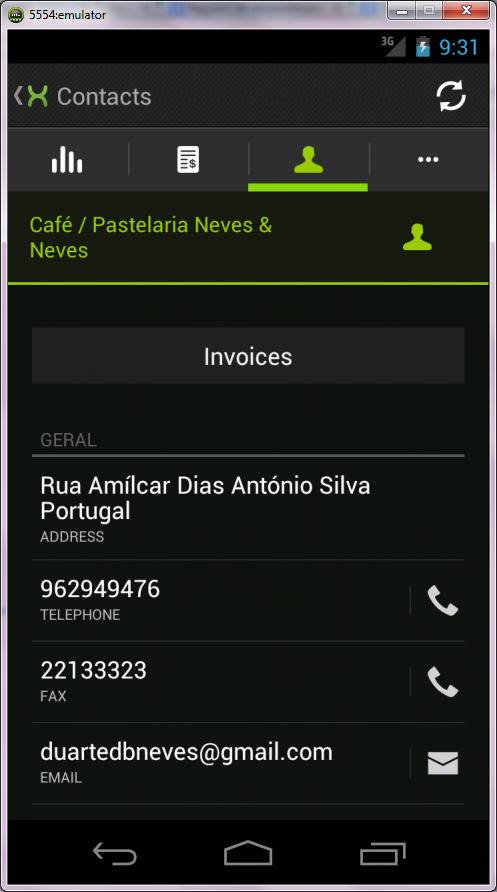 5554:emulator
3G 9:31
Contacts
Café / Pastelaria Neves &
Neves
Invoices
GERAL
Rua Amílcar Dias António Silva
Portugal
ADDRESS
962949476
TELEPHONE
22133323
FAX
duartedbneves@gmail.com
EMAIL